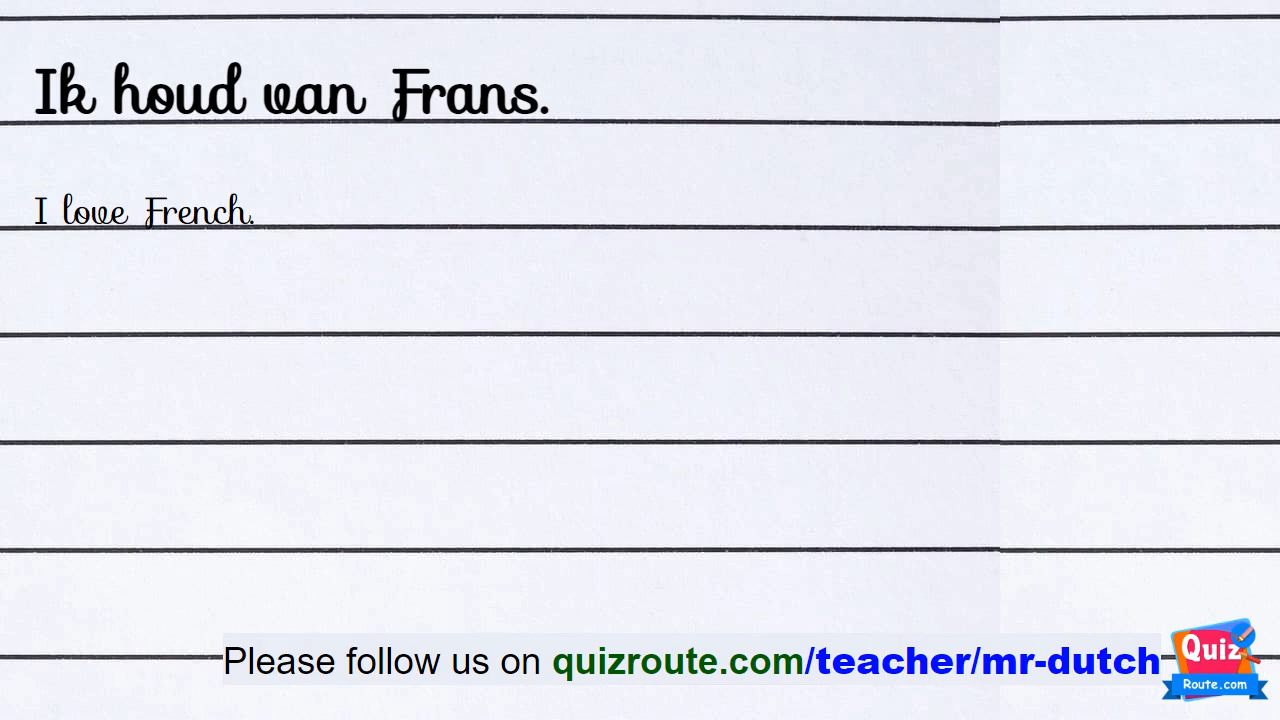 Ik houd van Frans.
I love French.
Please follow us on quizroute.com/teacher/mr-dutch
Quiz
Route.com